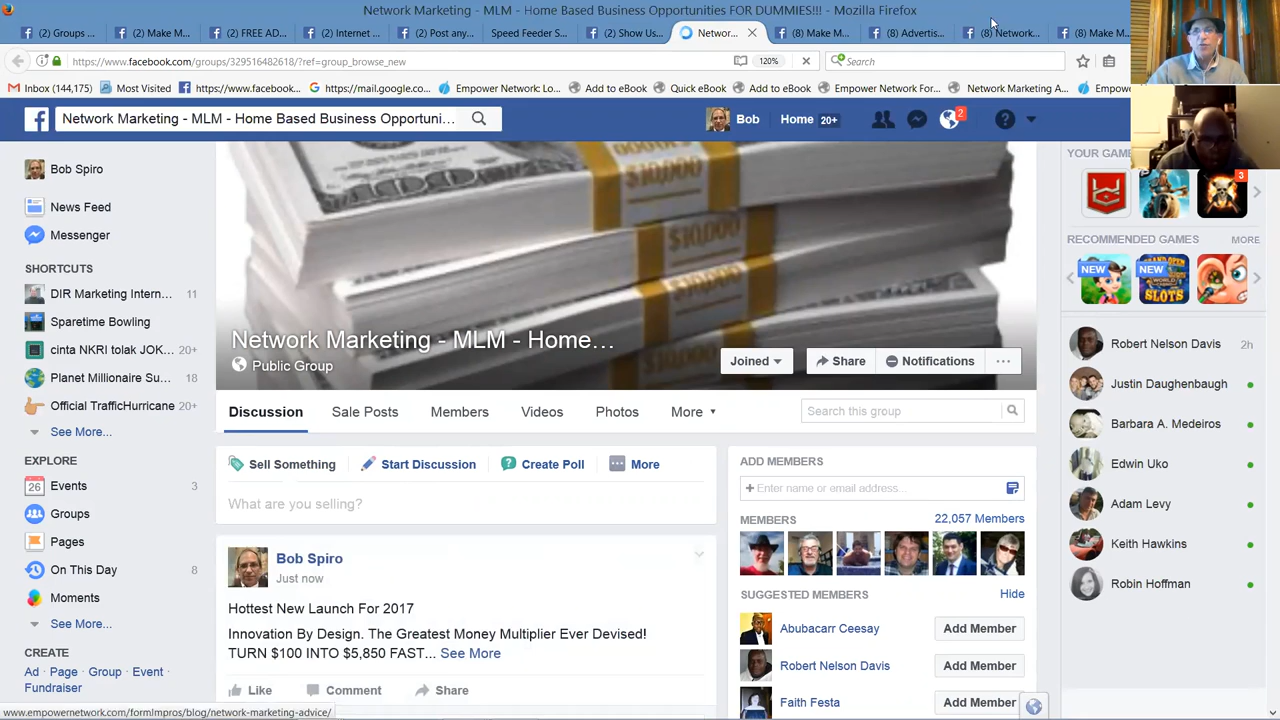 Network Marketing - MLM - Home Based Business Opportunities FOR DUMMIES!!! - Mozilla Firefox
(2) Groups ...
(2) Make M...
(2) FREE AD...
(2) Internet ...
(2) Post any...
Speed Feeder S...
(2) Show Us...
Networ...
(8) Make M...
(8) Advertis...
(8) Network...
(8) Make M
https://www.facebook.com/groups/329516482618/?ref=group_browse_new
120%
Search
Inbox (144,175)
Most Visited
https://www.facebook...
https://mail.google.co...
Empower Network: Lo...
Add to eBook
Quick eBook
Add to eBook
Empower Network For...
Network Marketing A...
Empowe
Network Marketing - MLM - Home Based Business Opportuni...
Bob
Home 20+
2
Bob Spiro
News Feed
Messenger
SHORTCUTS
DIR Marketing Intern... 11
Sparetime Bowling
cinta NKRI tolak JOK... 20+
Planet Millionaire Su... 18
Official TrafficHurricane 20+
See More...
EXPLORE
Events 3
Groups
Pages
On This Day 8
Moments
See More...
CREATE
Ad · Page · Group · Event ·
Fundraiser
www.empowernetwork.com/formlmpros/blog/network-marketing-advice/
$10,000
$10,000
Network Marketing - MLM - Home...
Public Group
Joined
Share
Notifications
Discussion
Sale Posts
Members
Videos
Photos
More
Search this group
Sell Something
Start Discussion
Create Poll
More
What are you selling?
Bob Spiro
Just now
Hottest New Launch For 2017
Innovation By Design. The Greatest Money Multiplier Ever Devised!
TURN $100 INTO $5,850 FAST... See More
Like
Comment
Share
ADD MEMBERS
+ Enter name or email address...
MEMBERS
22,057 Members
SUGGESTED MEMBERS
Hide
Abubacarr Ceesay
Add Member
Robert Nelson Davis
Add Member
Faith Festa
Add Member
YOUR GAME
3
RECOMMENDED GAMES
MORE
NEW
NEW
SLOTS
Robert Nelson Davis 2h
Justin Daughenbaugh
Barbara A. Medeiros
Edwin Uko
Adam Levy
Keith Hawkins
Robin Hoffman